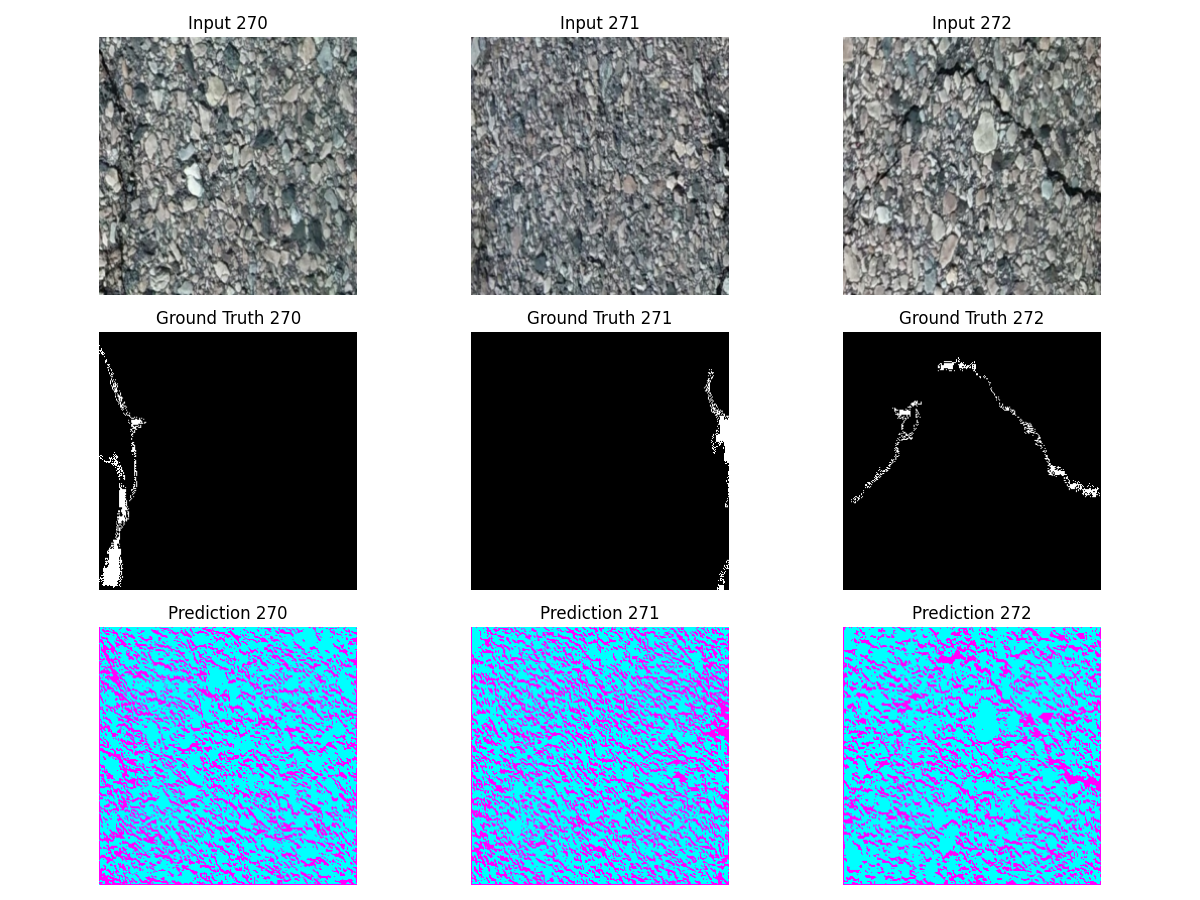 Input 270
Input 271
Input 272
Ground Truth 270
Ground Truth 271
Ground Truth 272
Prediction 270
Prediction 271
Prediction 272